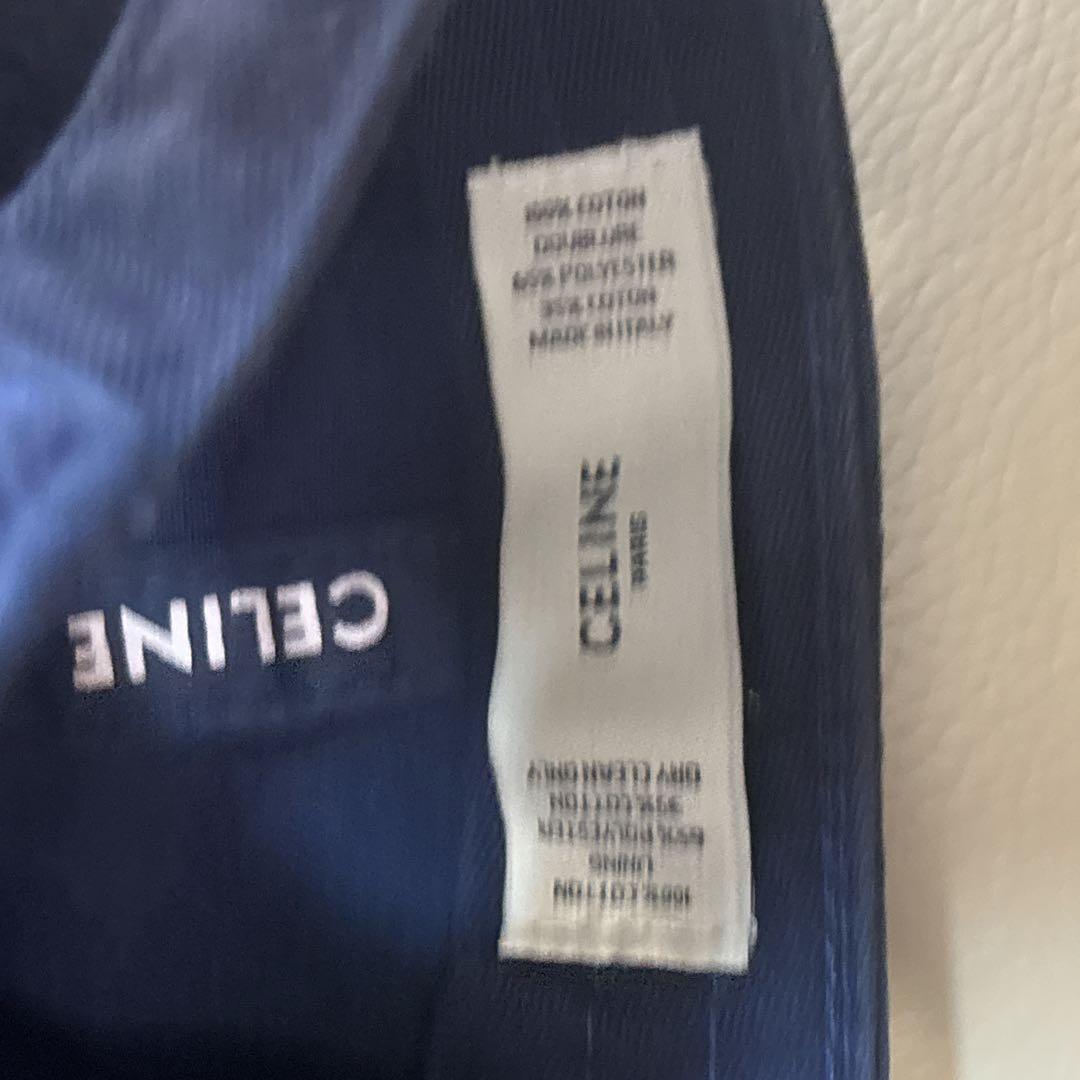 100% COTON
DOUBLURE
65% POLYESTER
35% COTON
MADE IN ITALY
CELINE
PARIS
CELINE
100% COTTON
LINING
65% POLYESTER
35% COTTON
DRY CLEAN ONLY